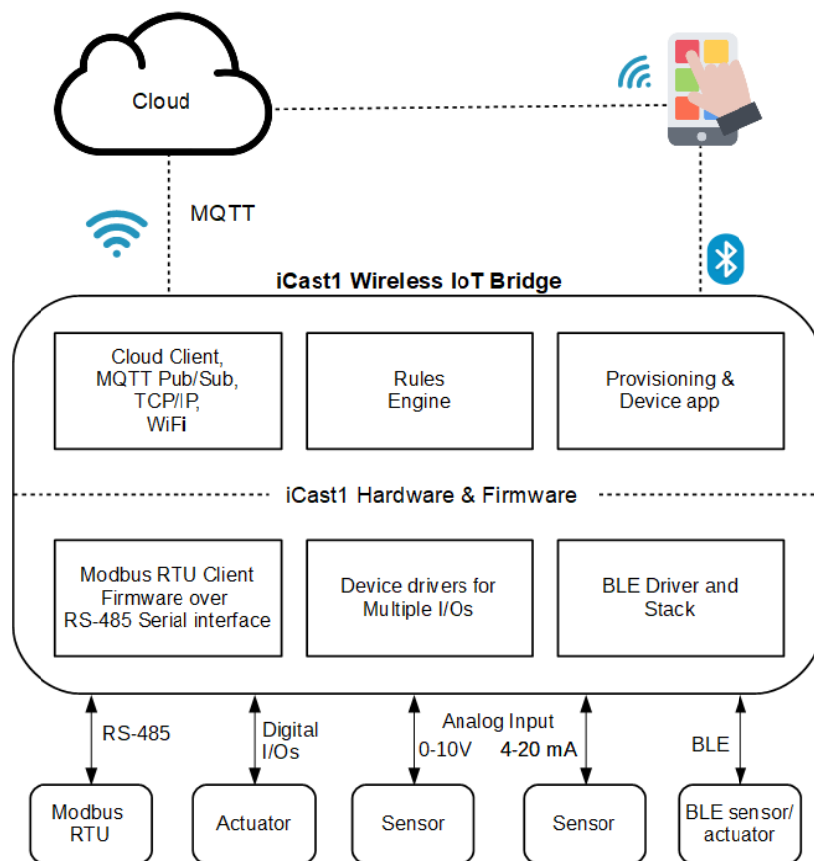 Cloud
MQTT
iCast1 Wireless IoT Bridge
Cloud Client,
MQTT Pub/Sub,
TCP/IP,
WiFi
Rules
Engine
Provisioning &
Device app
iCast1 Hardware & Firmware
Modbus RTU Client
Firmware over
RS-485 Serial interface
Device drivers for
Multiple I/Os
BLE Driver and
Stack
RS-485
Digital
I/Os
Analog Input
0-10V
4-20 mA
BLE
Modbus
RTU
Actuator
Sensor
Sensor
BLE sensor/
actuator